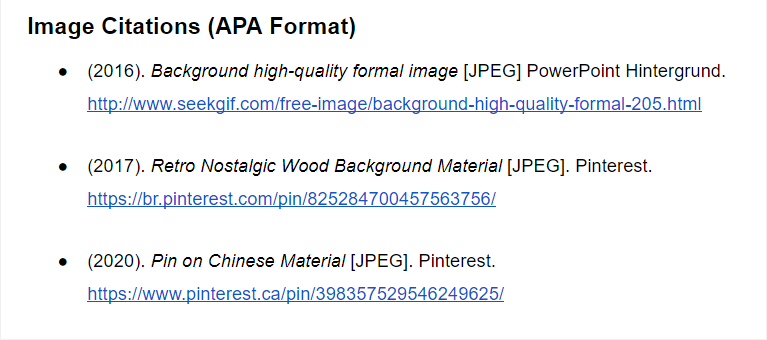 Image Citations (APA Format)
● (2016). Background high-quality formal image [JPEG] PowerPoint Hintergrund.
http://www.seekgif.com/free-image/background-high-quality-formal-205.html
● (2017). Retro Nostalgic Wood Background Material [JPEG]. Pinterest.
https://br.pinterest.com/pin/825284700457563756/
● (2020). Pin on Chinese Material [JPEG]. Pinterest.
https://www.pinterest.ca/pin/398357529546249625/